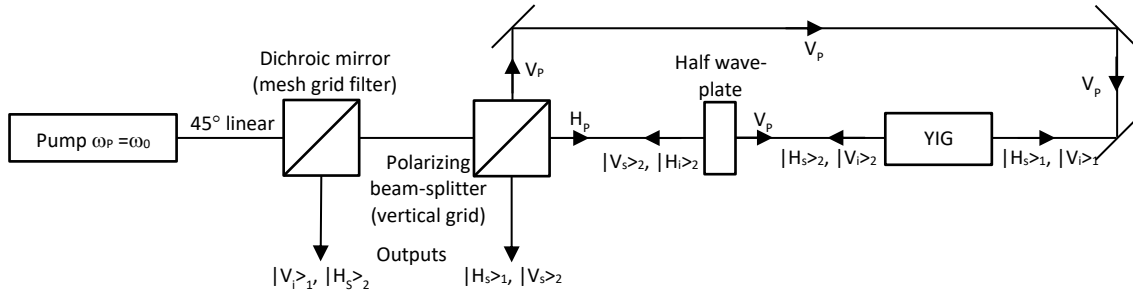 Dichroic mirror
(mesh grid filter)
Pump ωP =ω0
45° linear
Polarizing
beam-splitter
(vertical grid)
Outputs
|Vi>1, |HS>2
|Hs>1, |Vs>2
VP
HP
|Vs>2, |Hi>2
Half wave-
plate
VP
|Hs>2, |Vi>2
YIG
|Hs>1, |Vi>1
VP
VP